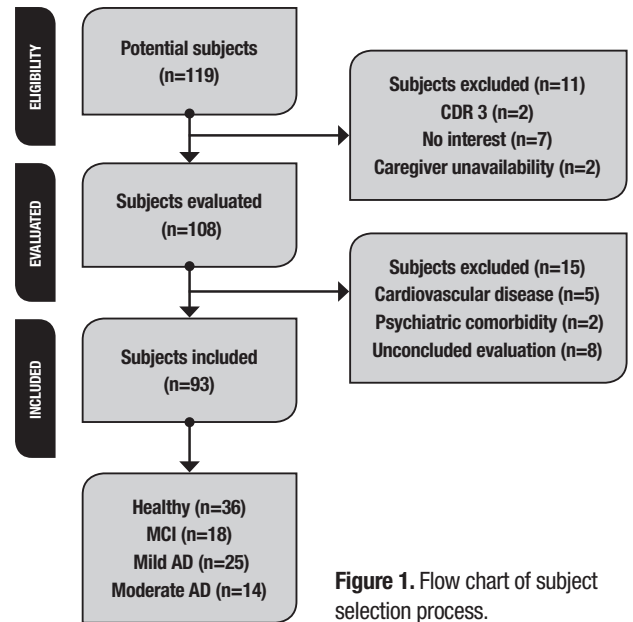 ELIGIBILITY
Potential subjects
(n=119)
Subjects excluded (n=11)
CDR 3 (n=2)
No interest (n=7)
Caregiver unavailability (n=2)
EVALUATED
Subjects evaluated
(n=108)
Subjects excluded (n=15)
Cardiovascular disease (n=5)
Psychiatric comorbidity (n=2)
Unconcluded evaluation (n=8)
INCLUDED
Subjects included
(n=93)
Healthy (n=36)
MCI (n=18)
Mild AD (n=25)
Moderate AD (n=14)
Figure 1. Flow chart of subject
selection process.